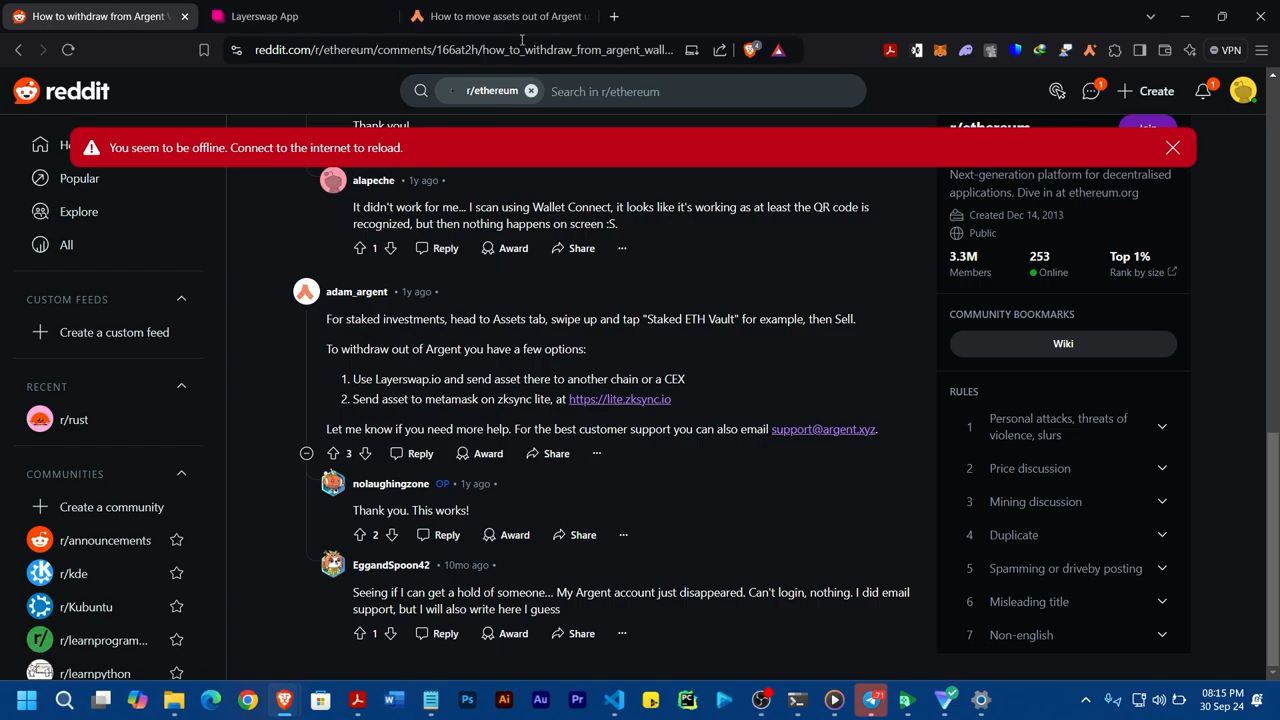 How to withdraw from Argent
Layerswap App
How to move assets out of Argent
reddit.com/r/ethereum/comments/166at2h/how_to_withdraw_from_argent_wall...
4
VPN
reddit
r/ethereum
Search in r/ethereum
1
Create
1
Thank you!
r/ethereum
Join
You seem to be offline. Connect to the internet to reload.
Popular
Explore
All
CUSTOM FEEDS
Create a custom feed
RECENT
r/rust
COMMUNITIES
Create a community
r/announcements
r/kde
r/Kubuntu
r/learnprogram...
r/learnpython
alapeche • 1y ago •
It didn't work for me... I scan using Wallet Connect, it looks like it's working as at least the QR code is
recognized, but then nothing happens on screen :S.
1 Reply Award Share ...
adam_argent • 1y ago •
For staked investments, head to Assets tab, swipe up and tap "Staked ETH Vault" for example, then Sell.
To withdraw out of Argent you have a few options:
1. Use Layerswap.io and send asset there to another chain or a CEX
2. Send asset to metamask on zksync lite, at https://lite.zksync.io
Let me know if you need more help. For the best customer support you can also email support@argent.xyz.
3 Reply Award Share ...
nolaughingzone OP • 1y ago •
Thank you. This works!
2 Reply Award Share ...
EggandSpoon42 • 10mo ago •
Seeing if I can get a hold of someone... My Argent account just disappeared. Can't login, nothing. I did email
support, but I will also write here I guess
1 Reply Award Share ...
Next-generation platform for decentralised
applications. Dive in at ethereum.org
Created Dec 14, 2013
Public
3.3M 253 Top 1%
Members Online Rank by size
COMMUNITY BOOKMARKS
Wiki
RULES
1 Personal attacks, threats of
violence, slurs
2 Price discussion
3 Mining discussion
4 Duplicate
5 Spamming or driveby posting
6 Misleading title
7 Non-english
Ps
Ai
Au
Pr
71
08:15 PM
30 Sep 24